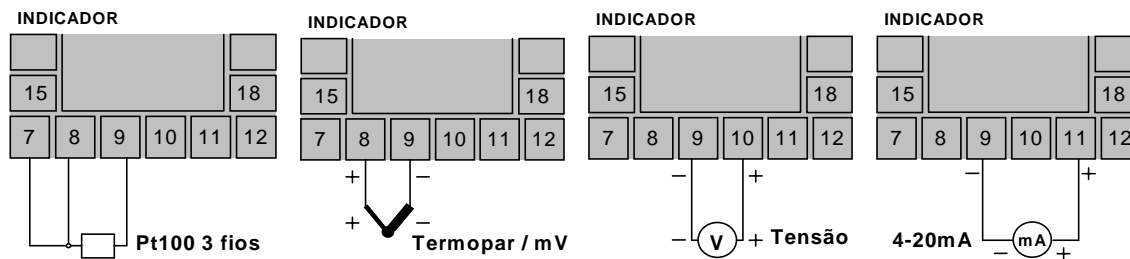 INDICADOR
15 18
7 8 9 10 11 12
Pt100 3 fios
INDICADOR
15 18
7 8 9 10 11 12
+ −
+ −
Termopar / mV
INDICADOR
15 18
7 8 9 10 11 12
− +
− V + Tensão
INDICADOR
15 18
7 8 9 10 11 12
− +
4-20mA − mA +